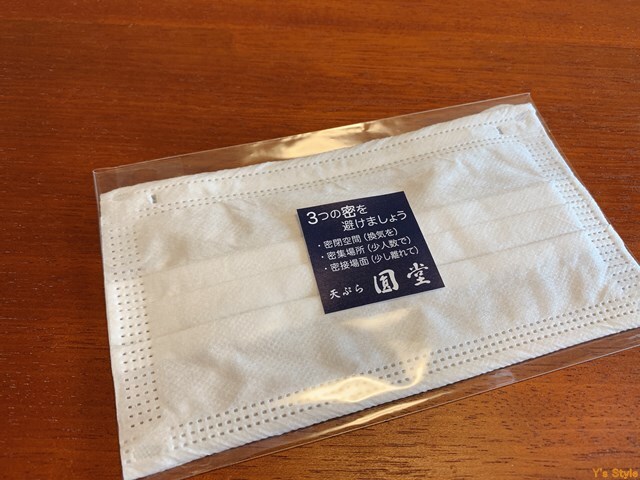 3つの密を
避けましょう
・密閉空間（換気を）
・密集場所（少人数で）
・密接場面（少し離れて）
天ぷら 圓堂
Y's Style